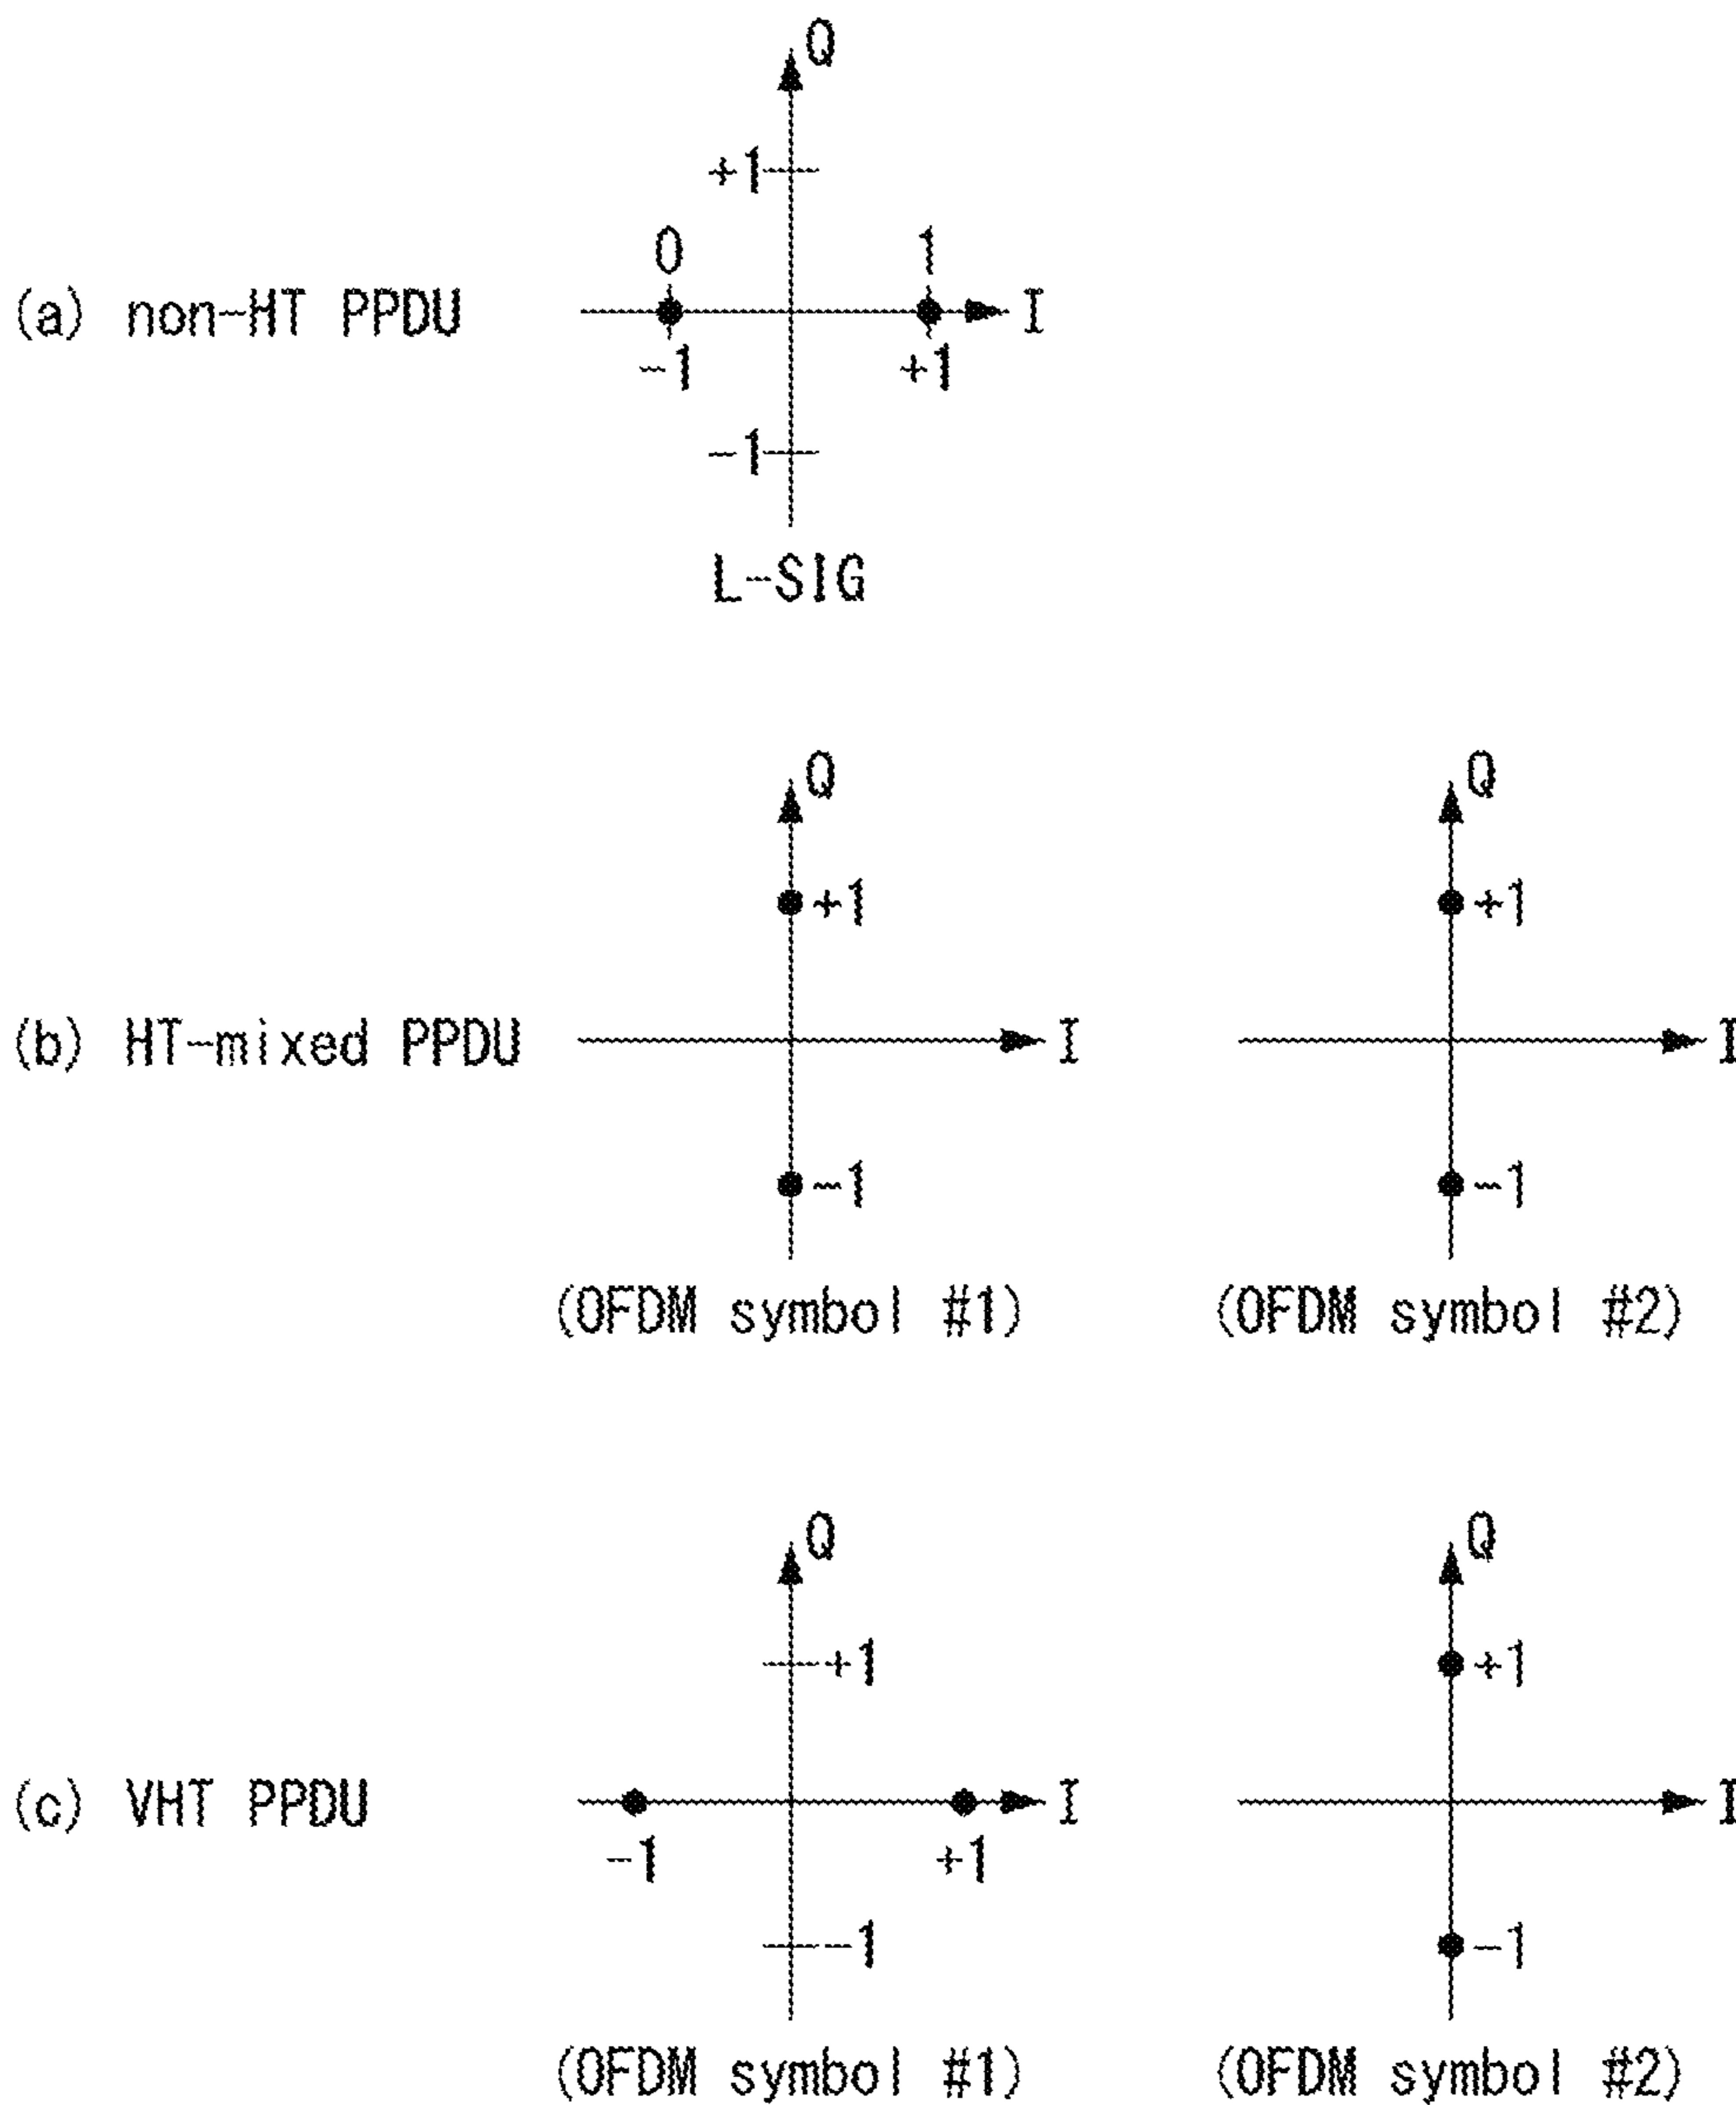 Q
+1
0 1
(a) non-HT PPDU I
-1 +1
-1
L-SIG
Q Q
+1 +1
(b) HT-mixed PPDU I I
-1 -1
(OFDM symbol #1) (OFDM symbol #2)
Q Q
+1 +1
(c) VHT PPDU I I
-1 +1
-1 -1
(OFDM symbol #1) (OFDM symbol #2)